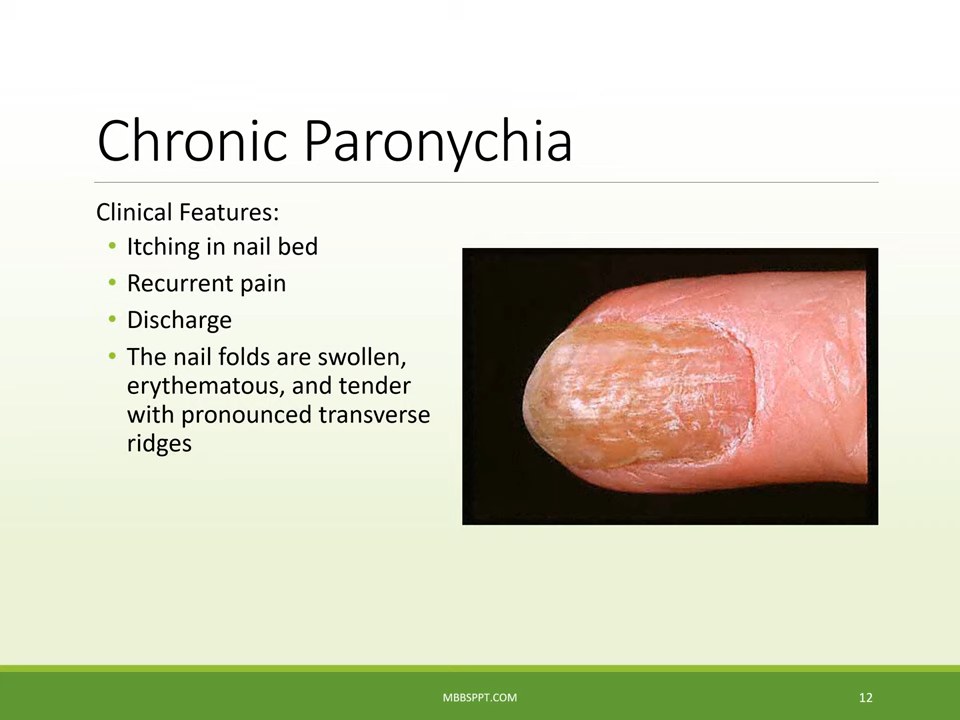 Chronic Paronychia
Clinical Features:
• Itching in nail bed
• Recurrent pain
• Discharge
• The nail folds are swollen,
erythematous, and tender
with pronounced transverse
ridges
MBBSPPT.COM
12